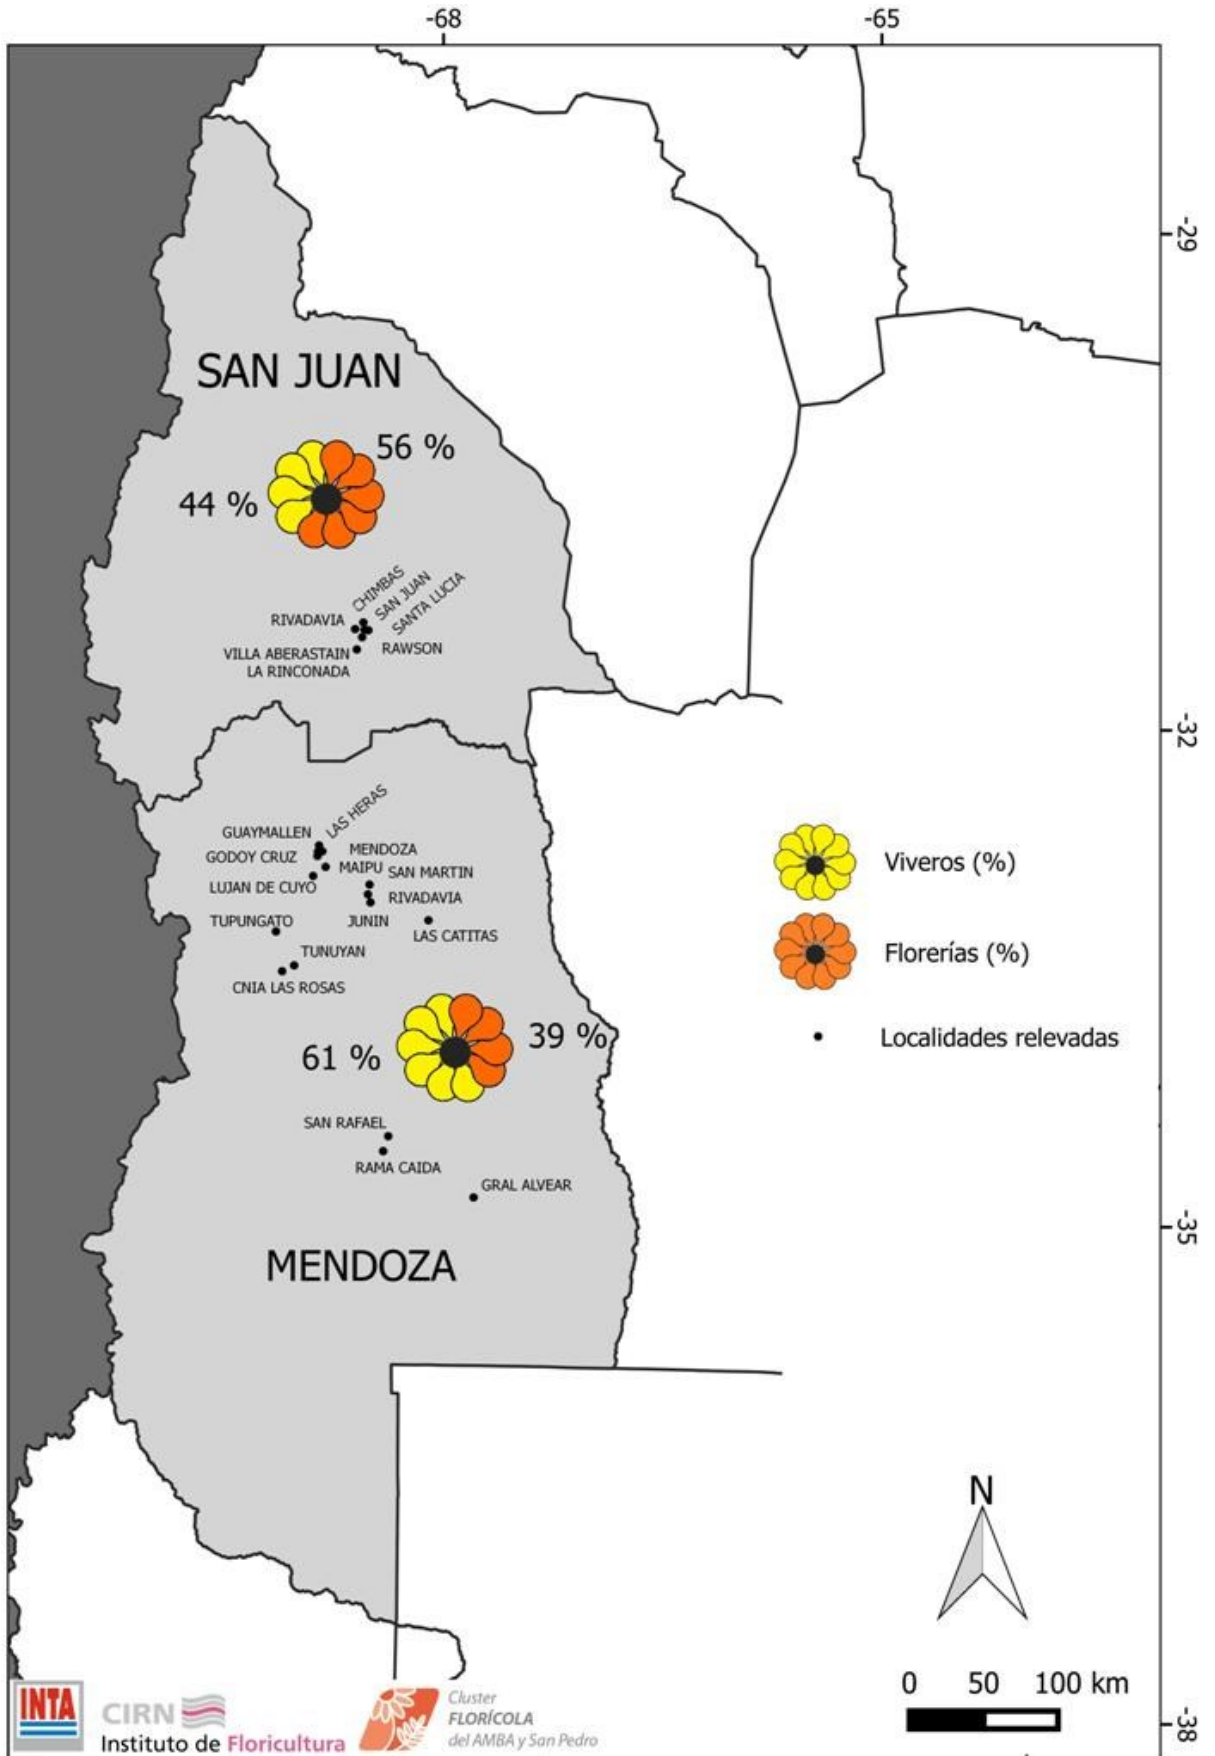 -68
-65
-29
SAN JUAN
56 %
44 %
CHIMBAS
SAN JUAN
SANTA LUCIA
RIVADAVIA
RAWSON
VILLA ABERASTAIN
LA RINCONADA
-32
LAS HERAS
GUAYMALLEN
MENDOZA
GODOY CRUZ
MAIPU
SAN MARTIN
LUJAN DE CUYO
RIVADAVIA
TUPUNGATO
JUNIN
LAS CATITAS
TUNUYAN
CNIA LAS ROSAS
Viveros (%)
Florerías (%)
Localidades relevadas
39 %
61 %
SAN RAFAEL
RAMA CAIDA
GRAL ALVEAR
-35
MENDOZA
N
0 50 100 km
-38
INTA
CIRN
Instituto de Floricultura
Cluster
FLORÍCOLA
del AMBA y San Pedro